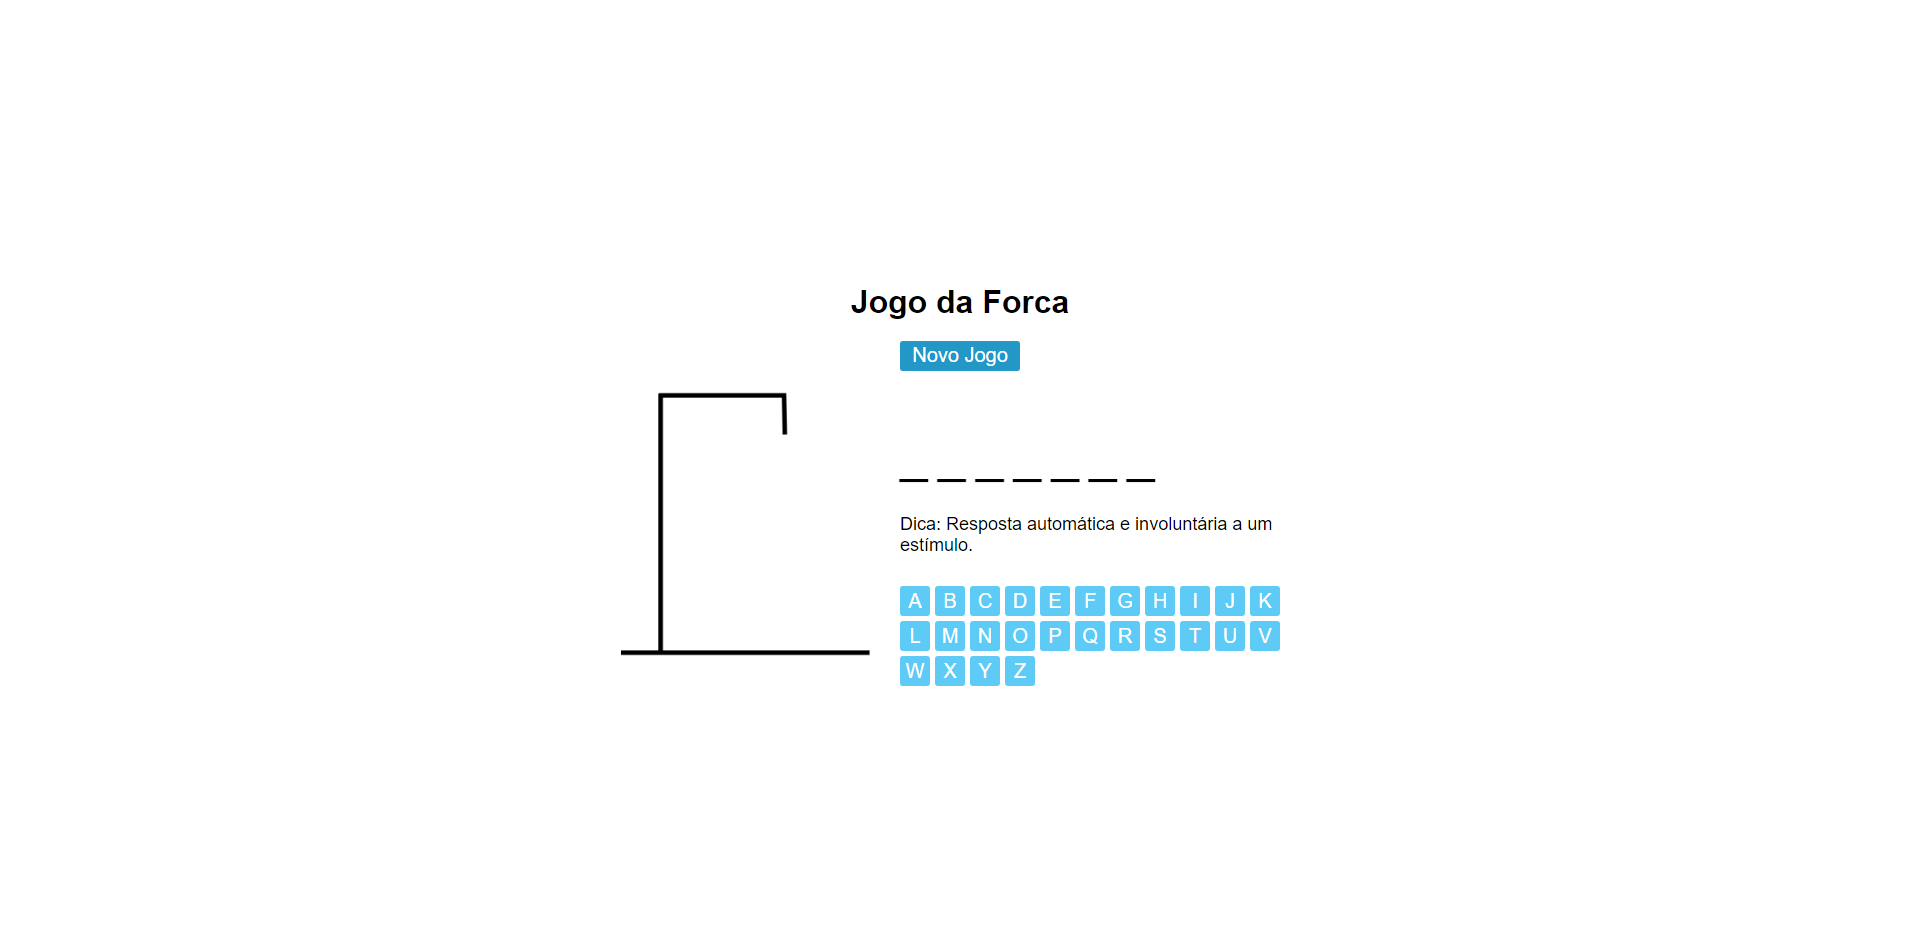 Jogo da Forca
Novo Jogo
_ _ _ _ _ _ _
Dica: Resposta automática e involuntária a um
estímulo.
A B C D E F G H I J K
L M N O P Q R S T U V
W X Y Z